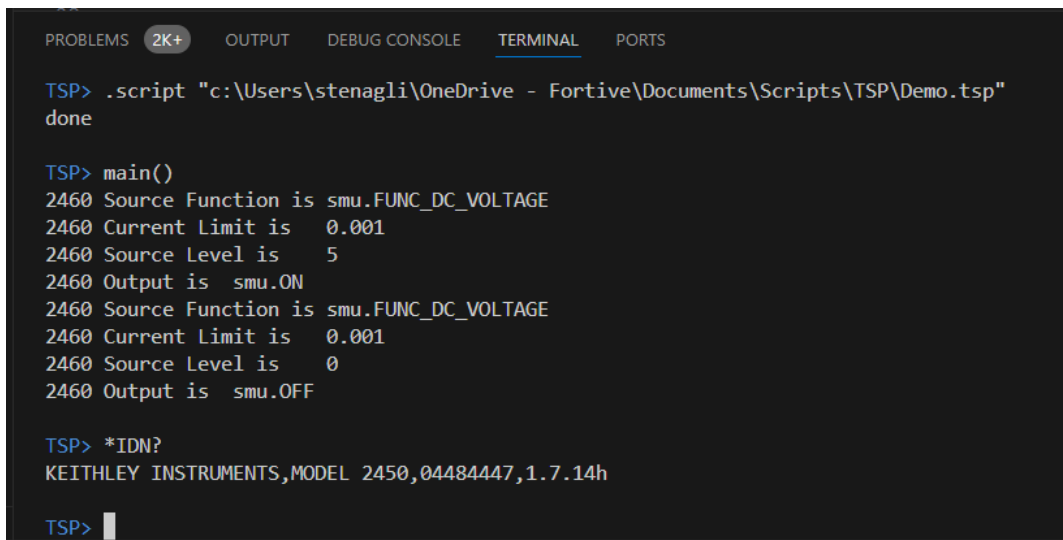 PROBLEMS 2K+ OUTPUT DEBUG CONSOLE TERMINAL PORTS
TSP> .script "c:\Users\stenagli\OneDrive - Fortive\Documents\Scripts\TSP\Demo.tsp"
done
TSP> main()
2460 Source Function is smu.FUNC_DC_VOLTAGE
2460 Current Limit is   0.001
2460 Source Level is    5
2460 Output is  smu.ON
2460 Source Function is smu.FUNC_DC_VOLTAGE
2460 Current Limit is   0.001
2460 Source Level is    0
2460 Output is  smu.OFF
TSP> *IDN?
KEITHLEY INSTRUMENTS,MODEL 2450,04484447,1.7.14h
TSP>